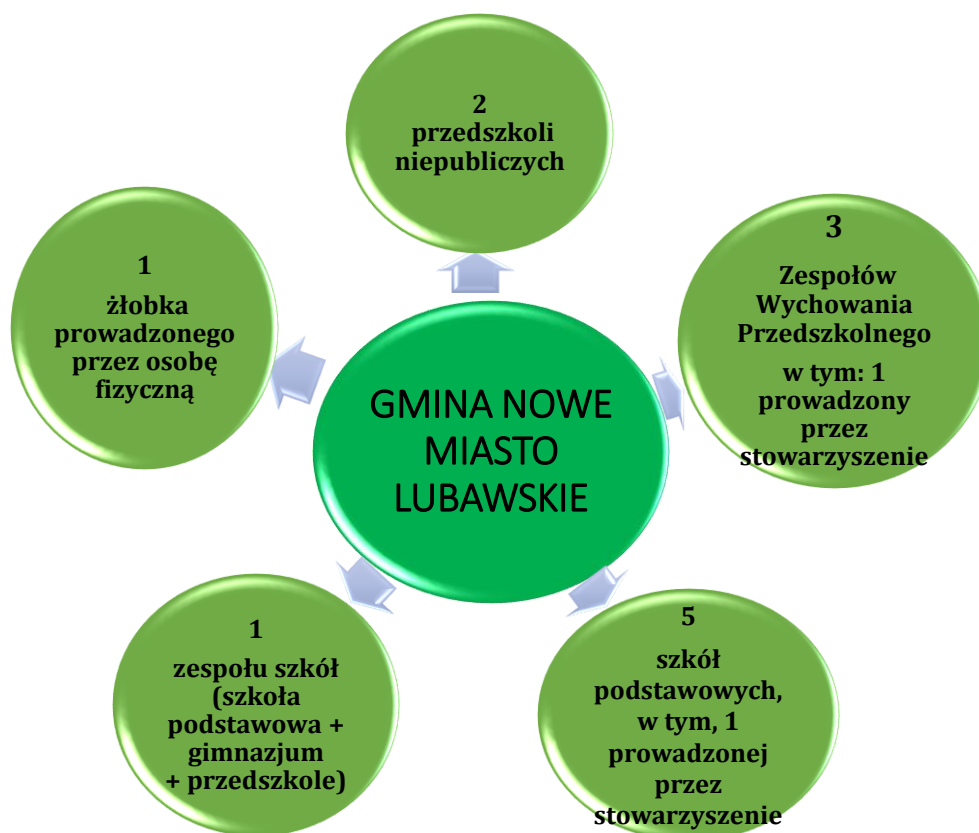 2
przedszkoli
niepublicznych
1
żłobka
prowadzonego
przez osobę
fizyczną
3
Zespołów
Wychowania
Przedszkolnego
w tym: 1
prowadzony
przez
stowarzyszenie
GMINA NOWE
MIASTO
LUBAWSKIE
1
zespołu szkół
(szkoła
podstawowa +
gimnazjum
+ przedszkole)
5
szkół
podstawowych,
w tym, 1
prowadzonej
przez
stowarzyszenie